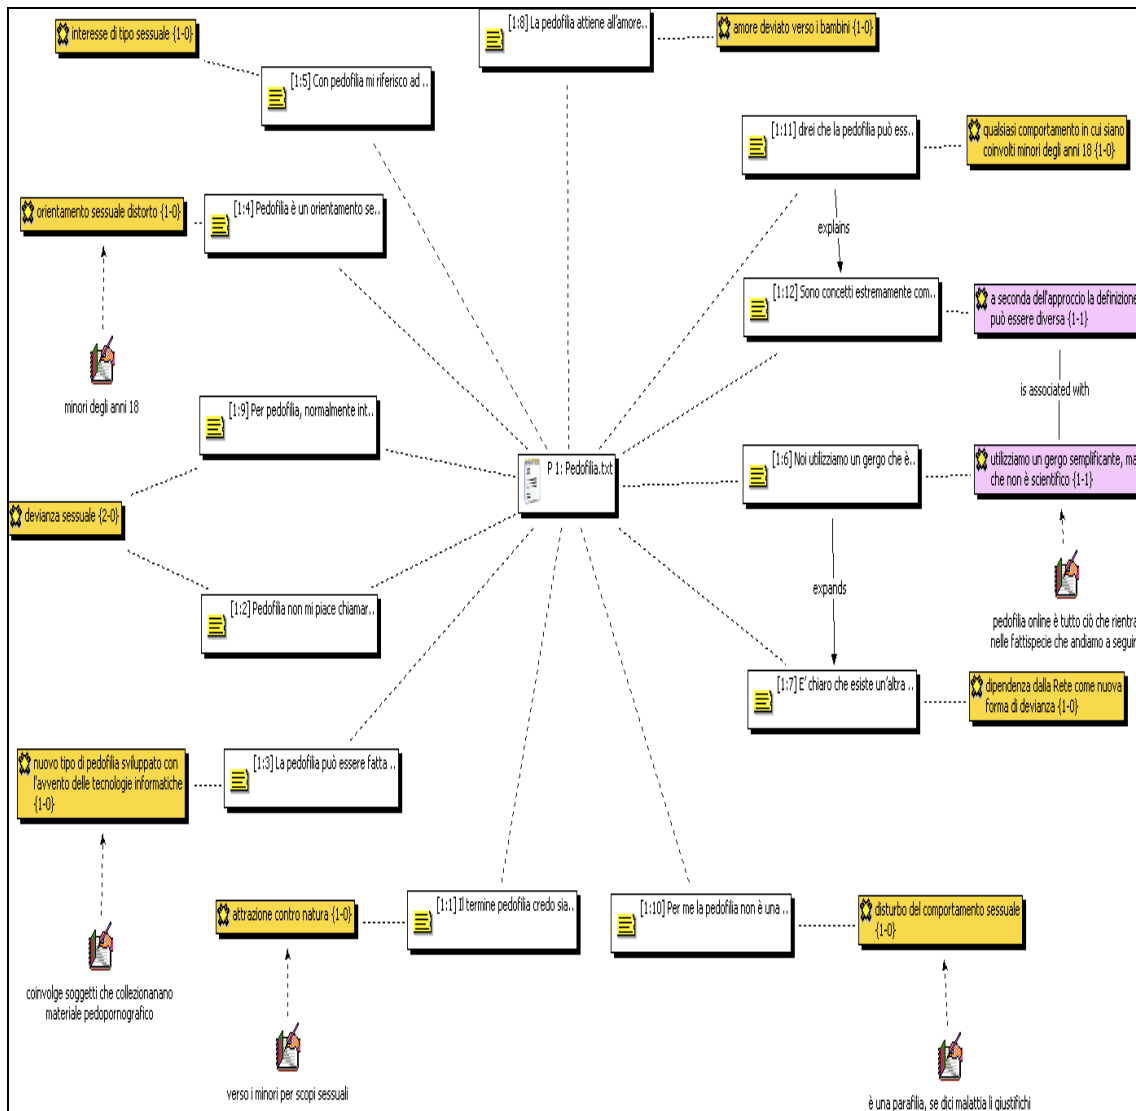 interesse di tipo sessuale {1-0}
[1:8] La pedofilia attiene all'amore..
amore deviato verso i bambini {1-0}
[1:5] Con pedofilia mi riferisco ad ..
[1:11] direi che la pedofilia può ess..
qualsiasi comportamento in cui siano
coinvolti minori degli anni 18 {1-0}
orientamento sessuale distorto {1-0}
[1:4] Pedofilia è un orientamento se..
explains
[1:12] Sono concetti estremamente com..
a seconda dell'approccio la definizione
può essere diversa {1-1}
minori degli anni 18
is associated with
[1:9] Per pedofilia, normalmente int..
P 1: Pedofilia.txt
[1:6] Noi utilizziamo un gergo che è..
utilizziamo un gergo semplificante, ma
che non è scientifico {1-1}
devianza sessuale {2-0}
expands
[1:2] Pedofilia non mi piace chiamar..
pedofilia online è tutto ciò che rientra
nelle fattispecie che andiamo a seguir
[1:7] E' chiaro che esiste un'altra ..
dipendenza dalla Rete come nuova
forma di devianza {1-0}
nuovo tipo di pedofilia sviluppato con
l'avvento delle tecnologie informatiche
{1-0}
[1:3] La pedofilia può essere fatta ..
attrazione contro natura {1-0}
[1:1] Il termine pedofilia credo sia..
[1:10] Per me la pedofilia non è una ..
disturbo del comportamento sessuale
{1-0}
coinvolge soggetti che collezionanano
materiale pedopornografico
verso i minori per scopi sessuali
è una parafilia, se dici malattia li giustifichi